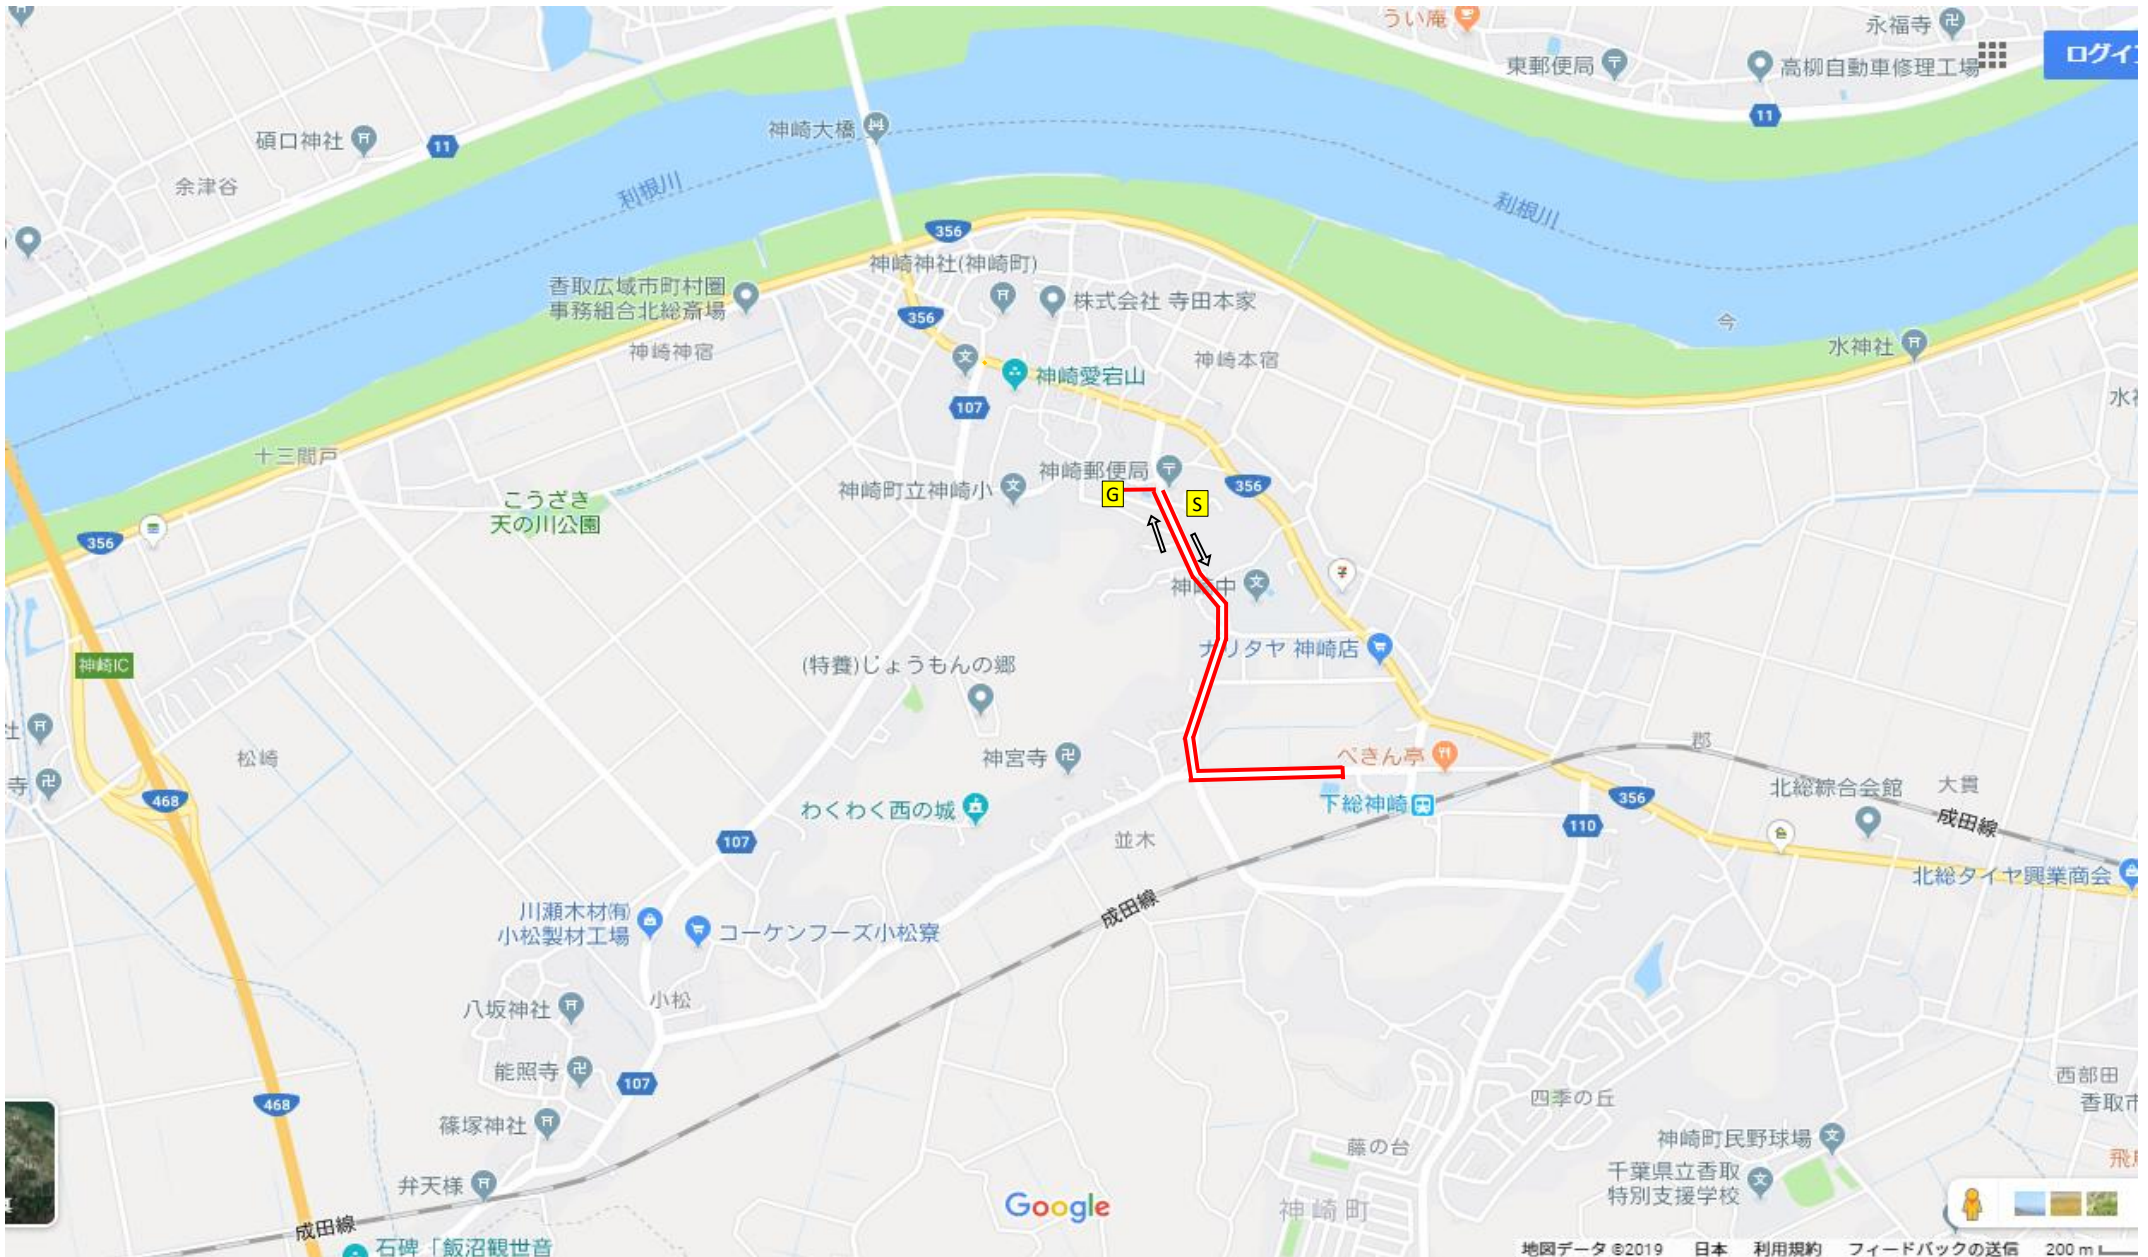 うい庵
永福寺
東郵便局
高柳自動車修理工場
11
神崎大橋
碩口神社
11
余津谷
利根川
利根川
356
神崎神社(神崎町)
香取広域市町村圏
事務組合北総斎場
株式会社 寺田本家
356
今
神崎神宿
神崎本宿
水神社
神崎愛宕山
107
十三間戸
神崎郵便局
356
神崎町立神崎小
G
S
こうざき
天の川公園
356
神崎中
ナリタヤ 神崎店
神崎IC
(特養)じょうもんの郷
郡
松崎
神宮寺
ぺきん亭
468
北総綜合会館
大貫
わくわく西の城
下総神崎
356
成田線
110
107
並木
北総タイヤ興業商会
成田線
川瀬木材㈲
小松製材工場
コーケンフーズ小松寮
小松
八坂神社
能照寺
107
468
西部田
四季の丘
篠塚神社
神崎町民野球場
藤の台
千葉県立香取
特別支援学校
弁天様
Google
神崎町
成田線
石碑「飯沼観世音
地図データ ©2019 日本 利用規約 フィードバックの送信 200 m